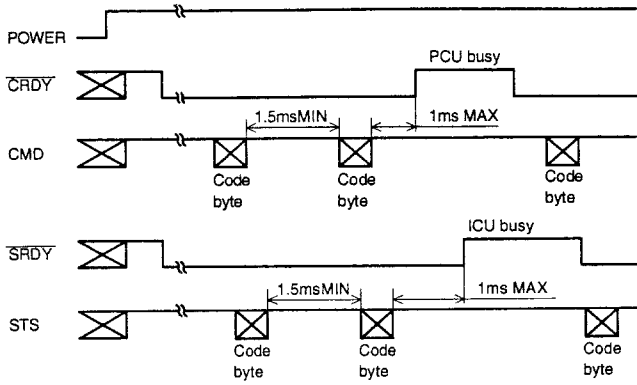 POWER
PCU busy
CRDY
1.5msMIN
1ms MAX
CMD
Code byte
Code byte
Code byte
ICU busy
SRDY
1.5msMIN
1ms MAX
STS
Code byte
Code byte
Code byte